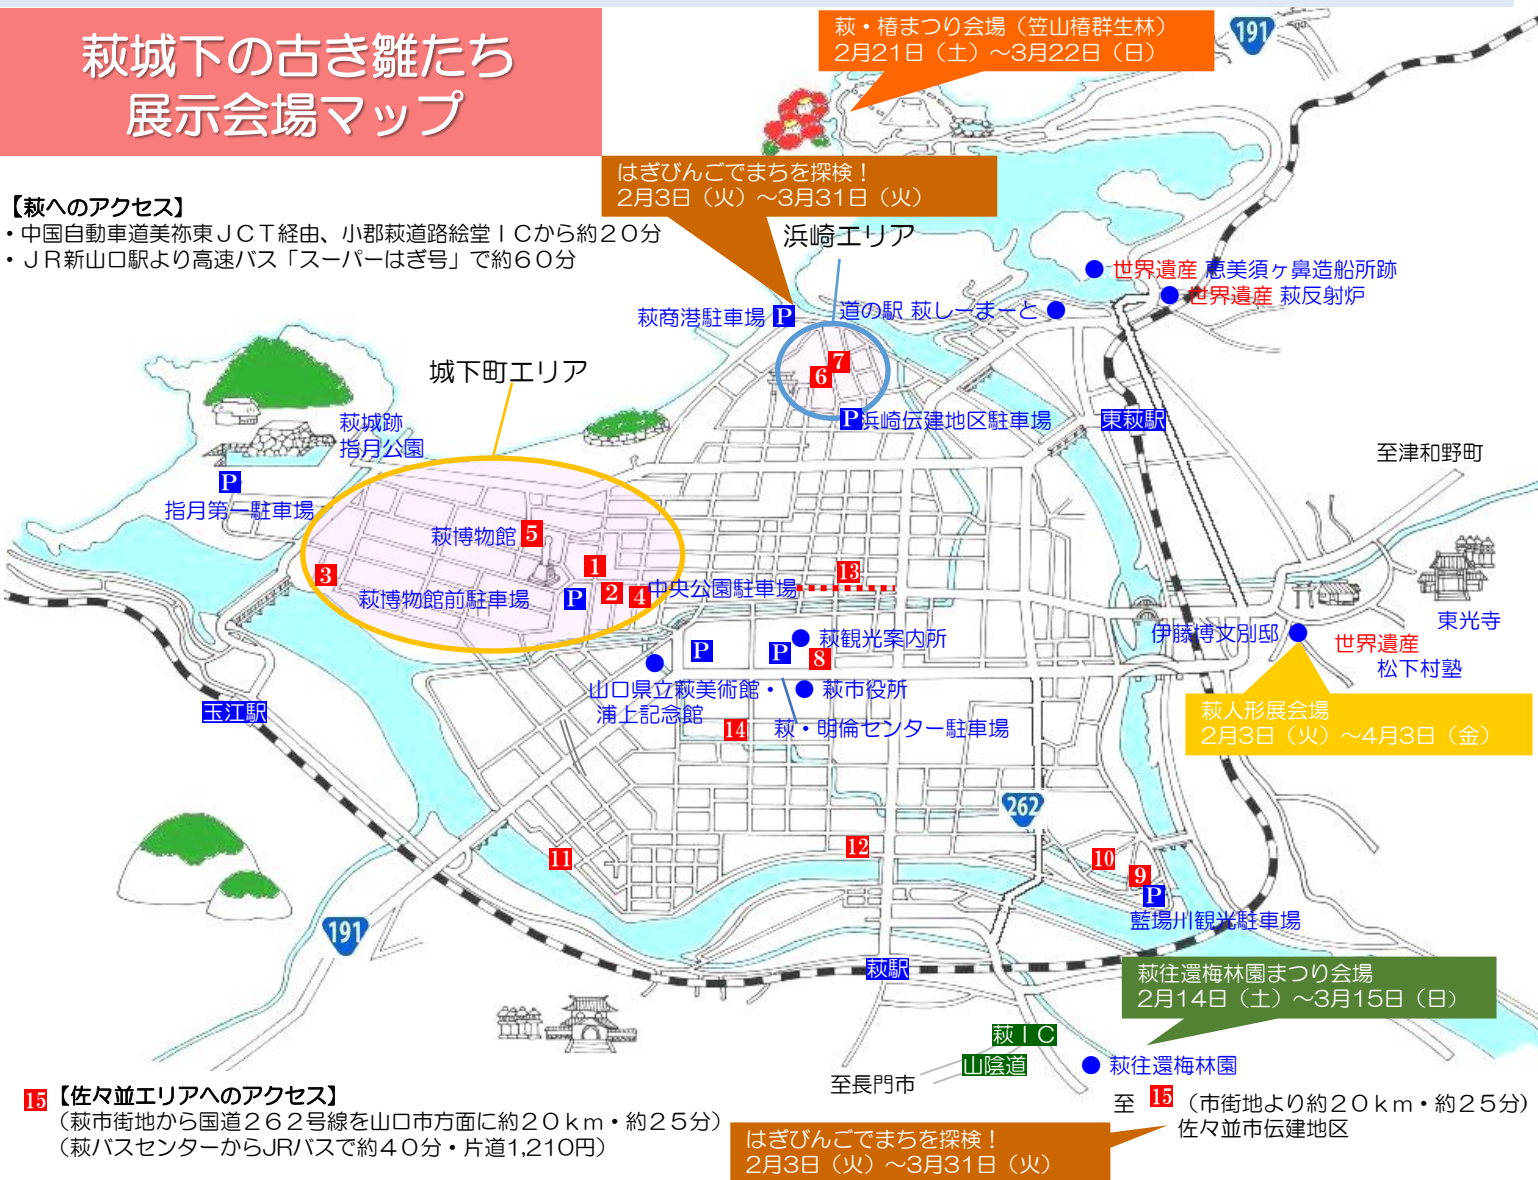 萩城下の古き雛たち
展示会場マップ
萩・椿まつり会場（笠山椿群生林）
2月21日（土）～3月22日（日）
191
はぎびんごでまちを探検！
2月3日（火）～3月31日（火）
【萩へのアクセス】
・中国自動車道美祢東ＪＣＴ経由、小郡萩道路絵堂ＩＣから約２０分
・ＪＲ新山口駅より高速バス「スーパーはぎ号」で約６０分
浜崎エリア
世界遺産 恵美須ヶ鼻造船所跡
世界遺産 萩反射炉
萩商港駐車場 P
道の駅 萩しーまーと
城下町エリア
7
6
萩城跡
指月公園
P浜崎伝建地区駐車場
東萩駅
至津和野町
P
指月第一駐車場
萩博物館 5
3
1
萩博物館前駐車場 P
2
4
中央公園駐車場
13
東光寺
伊藤博文別邸
世界遺産
松下村塾
P
P
萩観光案内所
8
山口県立萩美術館・
浦上記念館
萩市役所
萩・明倫センター駐車場
14
玉江駅
萩人形展会場
2月3日（火）～4月3日（金）
262
11
12
10
9
P
藍場川観光駐車場
191
萩駅
萩往還梅林園まつり会場
2月14日（土）～3月15日（日）
萩ＩＣ
山陰道
萩往還梅林園
至長門市
15【佐々並エリアへのアクセス】
（萩市街地から国道２６２号線を山口市方面に約２０ｋｍ・約２５分）
（萩バスセンターからJRバスで約４０分・片道1,210円）
至 15 （市街地より約２０ｋｍ・約２５分）
佐々並市伝建地区
はぎびんごでまちを探検！
2月3日（火）～3月31日（火）